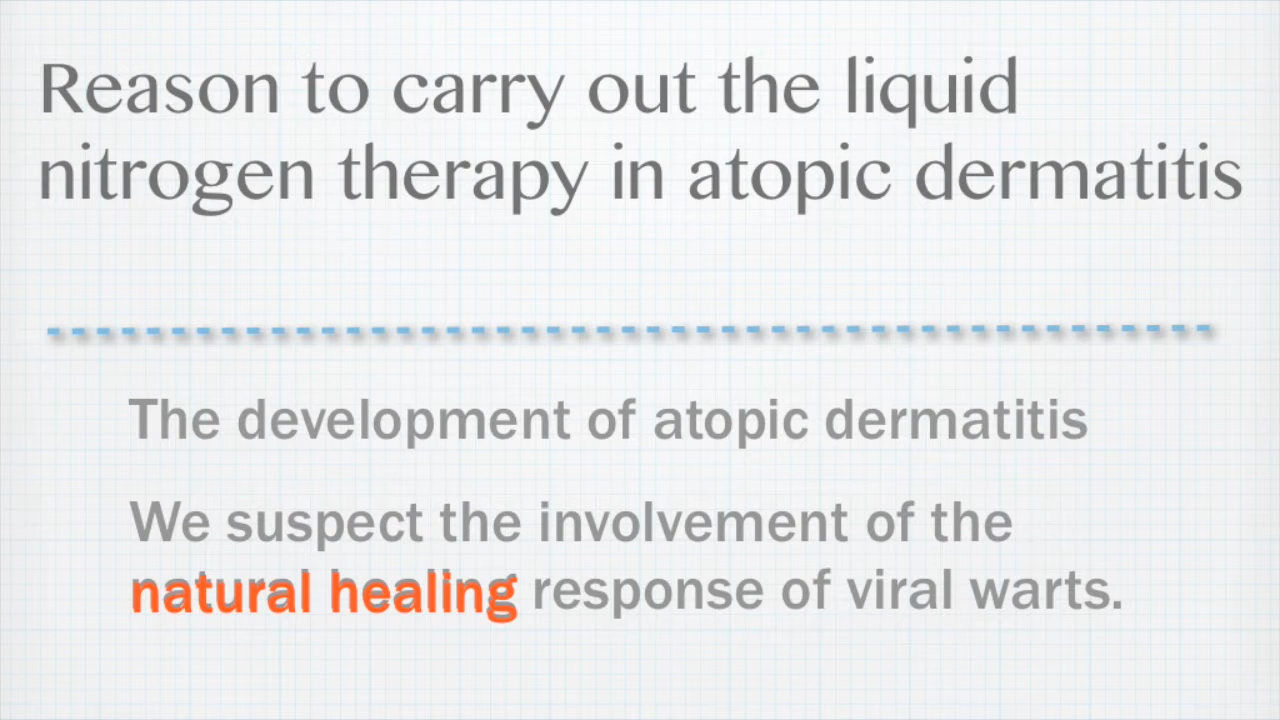 Reason to carry out the liquid
nitrogen therapy in atopic dermatitis
The development of atopic dermatitis
We suspect the involvement of the
natural healing response of viral warts.